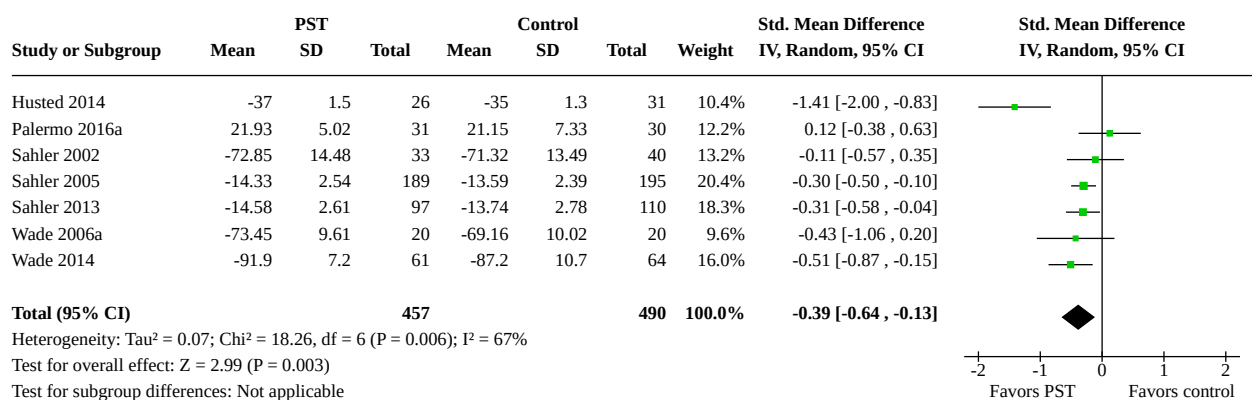 PST Control Std. Mean Difference Std. Mean Difference
Study or Subgroup Mean SD Total Mean SD Total Weight IV, Random, 95% CI IV, Random, 95% CI
Husted 2014 -37 1.5 26 -35 1.3 31 10.4% -1.41 [-2.00 , -0.83]
Palermo 2016a 21.93 5.02 31 21.15 7.33 30 12.2% 0.12 [-0.38 , 0.63]
Sahler 2002 -72.85 14.48 33 -71.32 13.49 40 13.2% -0.11 [-0.57 , 0.35]
Sahler 2005 -14.33 2.54 189 -13.59 2.39 195 20.4% -0.30 [-0.50 , -0.10]
Sahler 2013 -14.58 2.61 97 -13.74 2.78 110 18.3% -0.31 [-0.58 , -0.04]
Wade 2006a -73.45 9.61 20 -69.16 10.02 20 9.6% -0.43 [-1.06 , 0.20]
Wade 2014 -91.9 7.2 61 -87.2 10.7 64 16.0% -0.51 [-0.87 , -0.15]
Total (95% CI) 457 490 100.0% -0.39 [-0.64 , -0.13]
Heterogeneity: Tau² = 0.07; Chi² = 18.26, df = 6 (P = 0.006); I² = 67%
Test for overall effect: Z = 2.99 (P = 0.003)
Test for subgroup differences: Not applicable
-2 -1 0 1 2
Favors PST Favors control